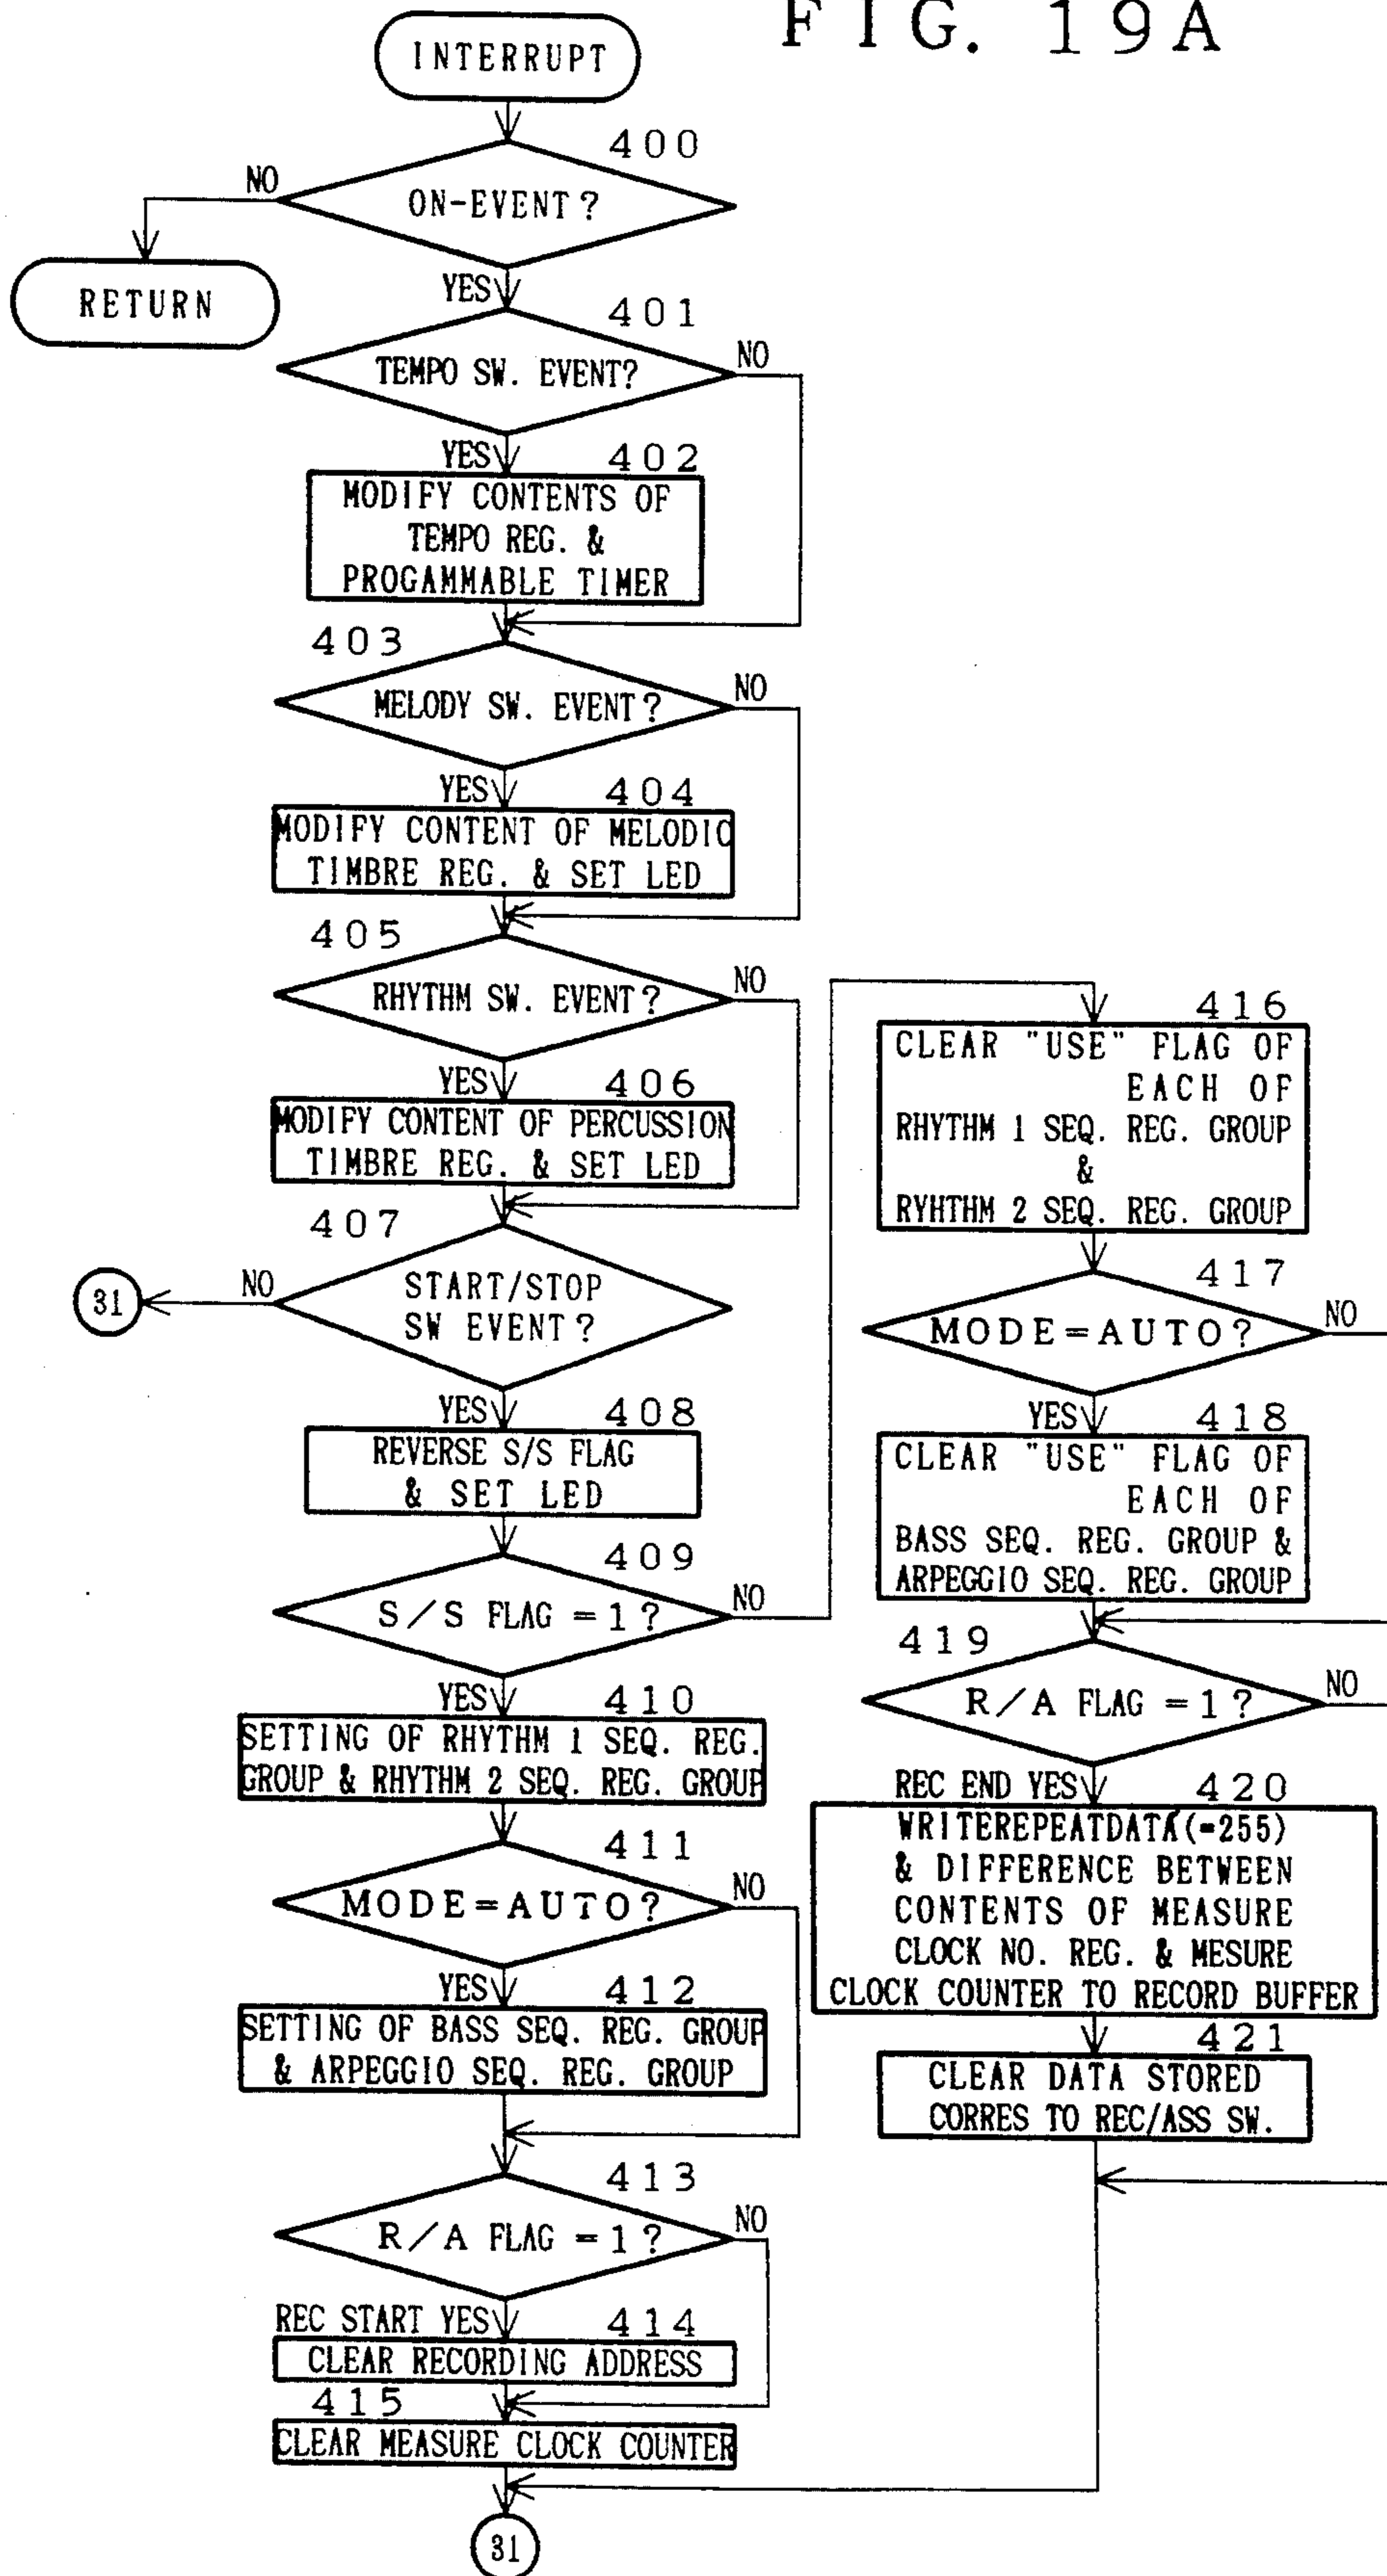 FIG. 19A
INTERRUPT
400
NO
ON-EVENT?
RETURN
YES
401
TEMPO SW. EVENT?
NO
YES
402
MODIFY CONTENTS OF
TEMPO REG. &
PROGAMMABLE TIMER
403
MELODY SW. EVENT?
NO
YES
404
MODIFY CONTENT OF MELODIC
TIMBRE REG. & SET LED
405
RHYTHM SW. EVENT?
NO
YES
406
MODIFY CONTENT OF PERCUSSION
TIMBRE REG. & SET LED
407
START/STOP
SW EVENT?
NO
31
YES
408
REVERSE S/S FLAG
& SET LED
409
S/S FLAG = 1?
NO
YES
410
SETTING OF RHYTHM 1 SEQ. REG.
GROUP & RHYTHM 2 SEQ. REG. GROUP
411
MODE=AUTO?
NO
YES
412
SETTING OF BASS SEQ. REG. GROUP
& ARPEGGIO SEQ. REG. GROUP
413
R/A FLAG = 1?
NO
REC START YES
414
CLEAR RECORDING ADDRESS
415
CLEAR MEASURE CLOCK COUNTER
31
416
CLEAR "USE" FLAG OF
EACH OF
RHYTHM 1 SEQ. REG. GROUP
&
RYHTHM 2 SEQ. REG. GROUP
417
MODE=AUTO?
NO
YES
418
CLEAR "USE" FLAG OF
EACH OF
BASS SEQ. REG. GROUP &
ARPEGGIO SEQ. REG. GROUP
419
R/A FLAG = 1?
NO
REC END YES
420
WRITEREPEATDATA(=255)
& DIFFERENCE BETWEEN
CONTENTS OF MEASURE
CLOCK NO. REG. & MESURE
CLOCK COUNTER TO RECORD BUFFER
421
CLEAR DATA STORED
CORRES TO REC/ASS SW.